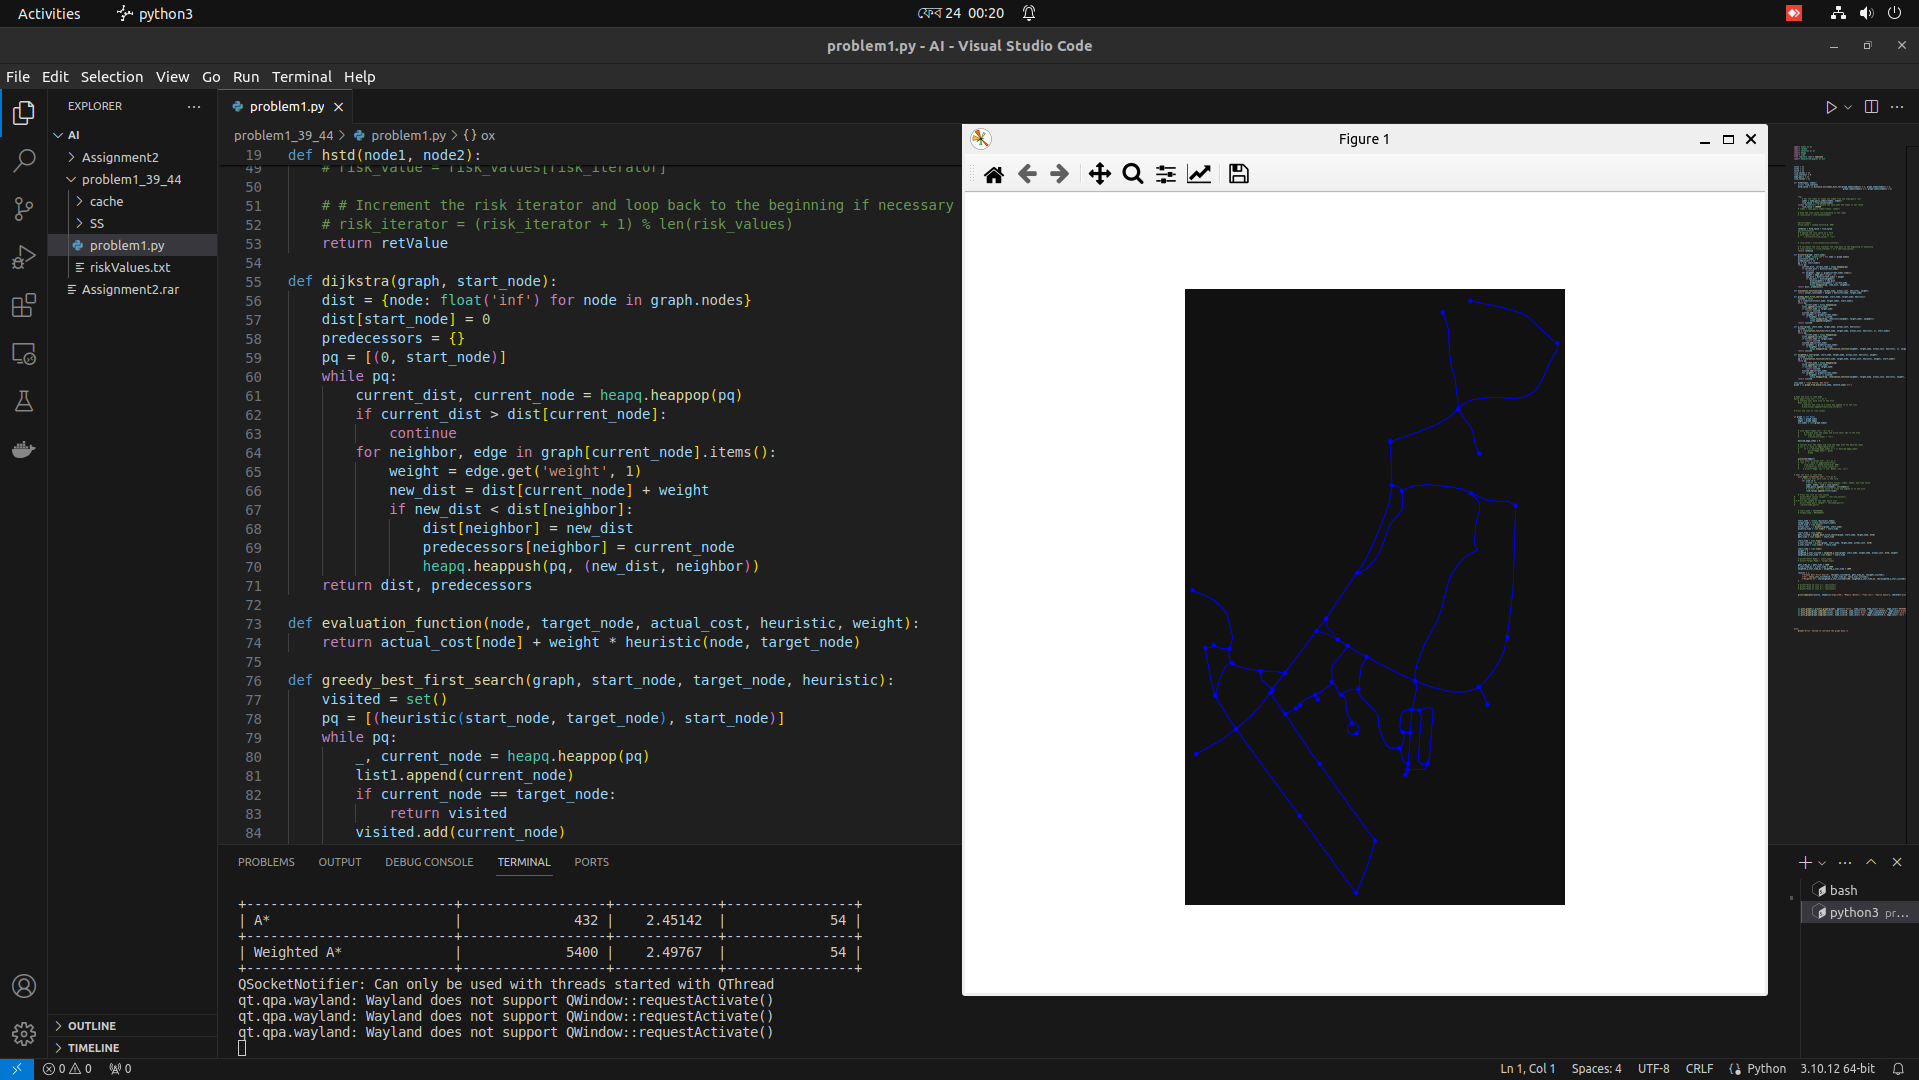 Activities
python3
ফেব 24 00:20
problem1.py - AI - Visual Studio Code
File Edit Selection View Go Run Terminal Help
EXPLORER
AI
Assignment2
problem1_39_44
cache
SS
problem1.py
riskValues.txt
Assignment2.rar
OUTLINE
TIMELINE
problem1.py
problem1_39_44 > problem1.py > {} ox
19 def hstd(node1, node2):
49 # risk_value = risk_values[risk_iterator]
50
51 # # Increment the risk iterator and loop back to the beginning if necessary
52 # risk_iterator = (risk_iterator + 1) % len(risk_values)
53 return retValue
54
55 def dijkstra(graph, start_node):
56 dist = {node: float('inf') for node in graph.nodes}
57 dist[start_node] = 0
58 predecessors = {}
59 pq = [(0, start_node)]
60 while pq:
61 current_dist, current_node = heapq.heappop(pq)
62 if current_dist > dist[current_node]:
63 continue
64 for neighbor, edge in graph[current_node].items():
65 weight = edge.get('weight', 1)
66 new_dist = dist[current_node] + weight
67 if new_dist < dist[neighbor]:
68 dist[neighbor] = new_dist
69 predecessors[neighbor] = current_node
70 heapq.heappush(pq, (new_dist, neighbor))
71 return dist, predecessors
72
73 def evaluation_function(node, target_node, actual_cost, heuristic, weight):
74 return actual_cost[node] + weight * heuristic(node, target_node)
75
76 def greedy_best_first_search(graph, start_node, target_node, heuristic):
77 visited = set()
78 pq = [(heuristic(start_node, target_node), start_node)]
79 while pq:
80 _, current_node = heapq.heappop(pq)
81 list1.append(current_node)
82 if current_node == target_node:
83 return visited
84 visited.add(current_node)
Figure 1
PROBLEMS OUTPUT DEBUG CONSOLE TERMINAL PORTS
+--------------------------+------------------+-------------+----------------+
| A* | 432 | 2.45142 | 54 |
+--------------------------+------------------+-------------+----------------+
| Weighted A* | 5400 | 2.49767 | 54 |
+--------------------------+------------------+-------------+----------------+
QSocketNotifier: Can only be used with threads started with QThread
qt.qpa.wayland: Wayland does not support QWindow::requestActivate()
qt.qpa.wayland: Wayland does not support QWindow::requestActivate()
qt.qpa.wayland: Wayland does not support QWindow::requestActivate()
bash
python3 pr...
0 0 0
Ln 1, Col 1 Spaces: 4 UTF-8 CRLF Python 3.10.12 64-bit